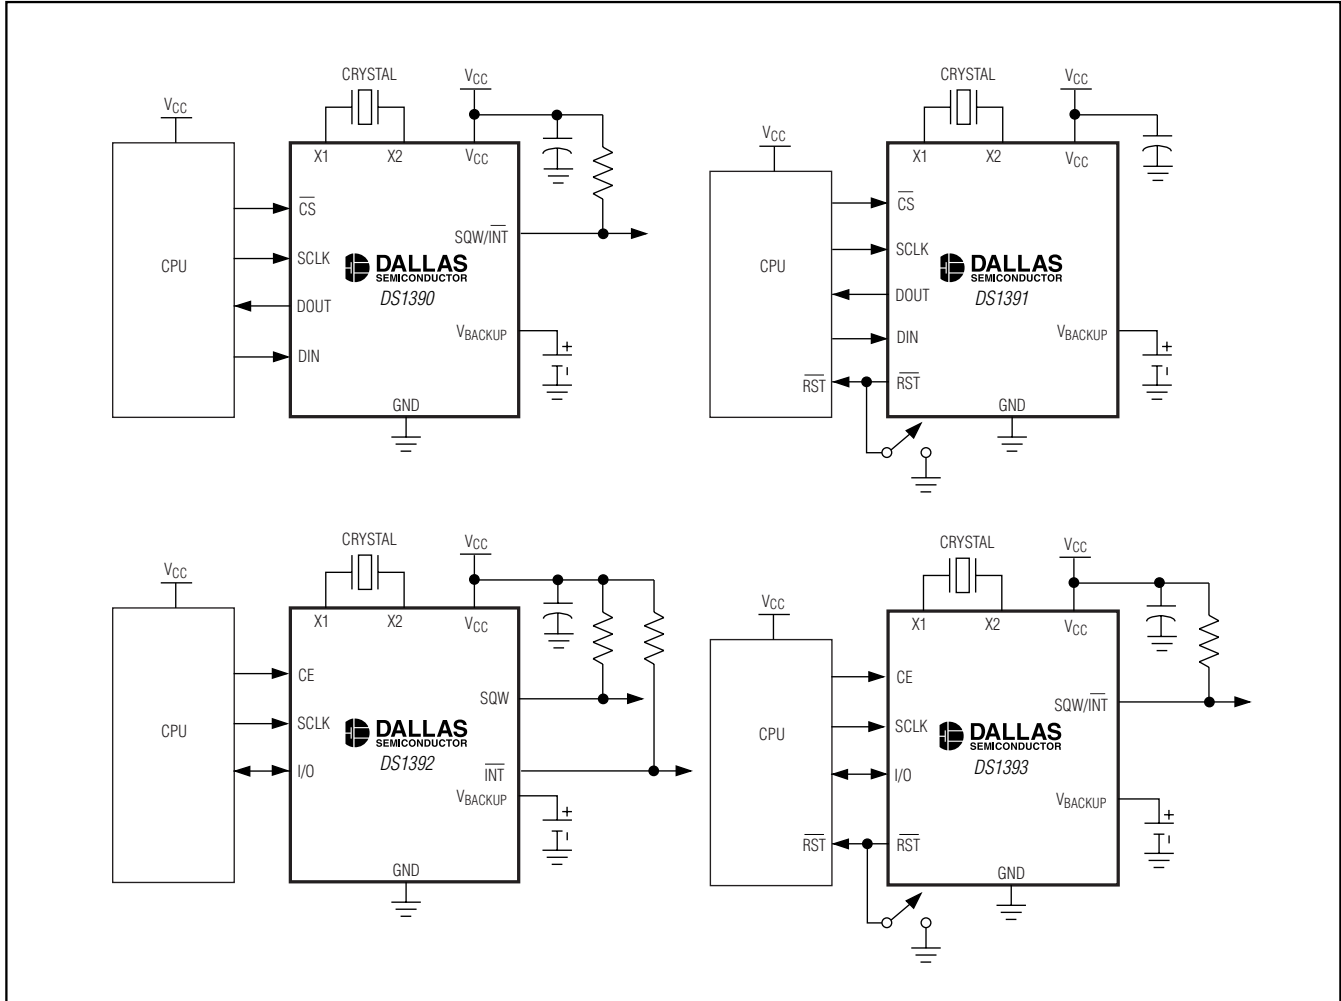 CRYSTAL
VCC
VCC
X1 X2 VCC
CPU
CS
SCLK
DOUT
DIN
SQW/INT
DALLAS
SEMICONDUCTOR
DS1390
VBACKUP
+
-
GND
CRYSTAL
VCC
VCC
X1 X2 VCC
CPU
RST
CS
SCLK
DOUT
DIN
RST
DALLAS
SEMICONDUCTOR
DS1391
VBACKUP
+
-
GND
CRYSTAL
VCC
VCC
X1 X2 VCC
CPU
CE
SCLK
I/O
SQW
DALLAS
SEMICONDUCTOR
DS1392
INT
VBACKUP
+
-
GND
CRYSTAL
VCC
VCC
X1 X2 VCC
CPU
RST
CE
SCLK
I/O
RST
SQW/INT
DALLAS
SEMICONDUCTOR
DS1393
VBACKUP
+
-
GND